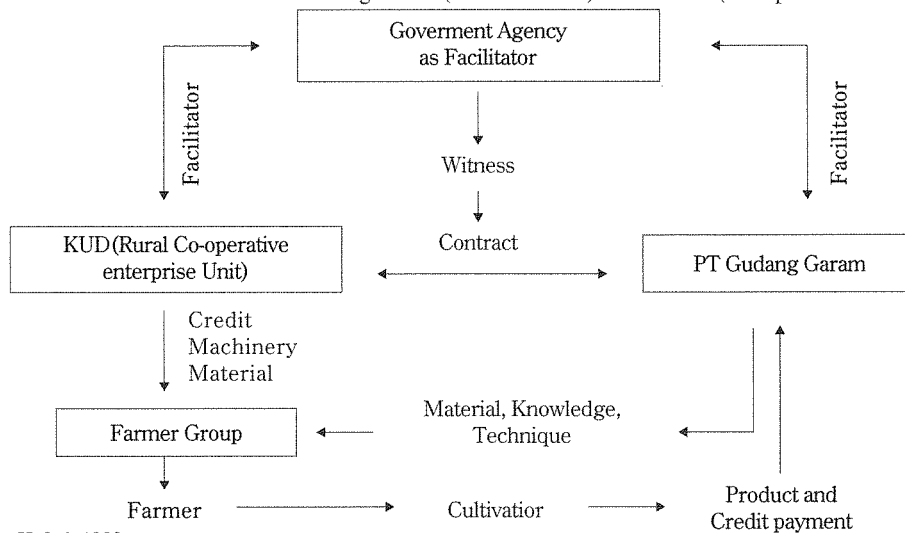 Goverment Agency
as Facilitator
Facilitator
Facilitator
Witness
Contract
KUD(Rural Co-operative
enterprise Unit)
PT Gudang Garam
Credit
Machinery
Material
Material, Knowledge,
Technique
Farmer Group
Farmer
Cultivatior
Product and
Credit payment